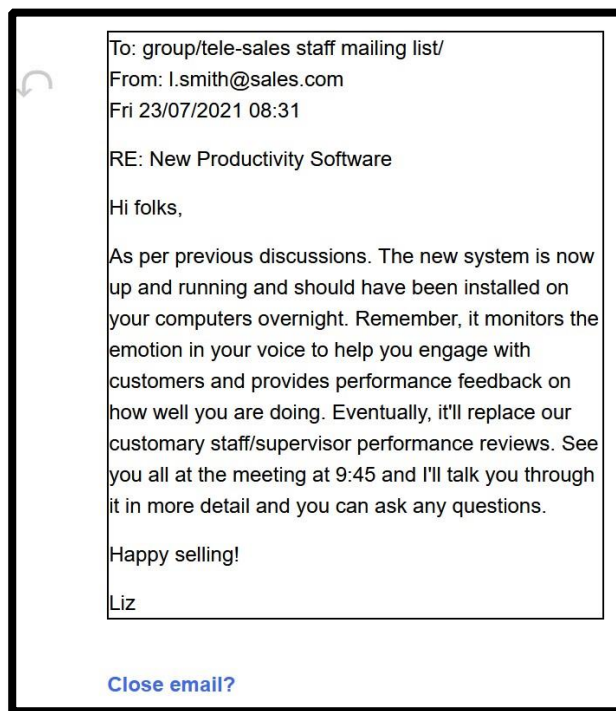 To: group/tele-sales staff mailing list/
From: l.smith@sales.com
Fri 23/07/2021 08:31
RE: New Productivity Software
Hi folks,
As per previous discussions. The new system is now
up and running and should have been installed on
your computers overnight. Remember, it monitors the
emotion in your voice to help you engage with
customers and provides performance feedback on
how well you are doing. Eventually, it'll replace our
customary staff/supervisor performance reviews. See
you all at the meeting at 9:45 and I'll talk you through
it in more detail and you can ask any questions.
Happy selling!
Liz
Close email?